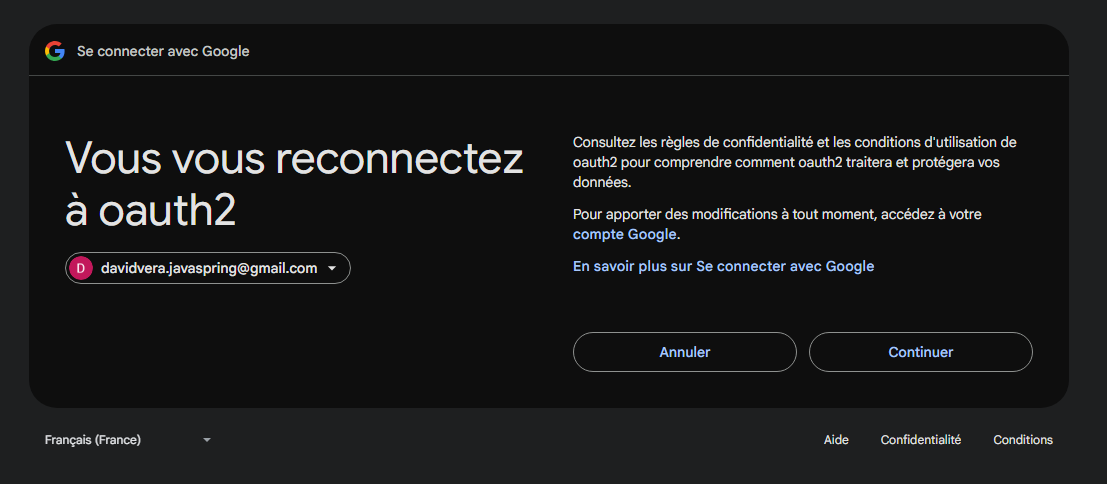 Se connecter avec Google
Vous vous reconnectez
à oauth2
D davidvera.javaspring@gmail.com
Consultez les règles de confidentialité et les conditions d'utilisation de
oauth2 pour comprendre comment oauth2 traitera et protégera vos
données.
Pour apporter des modifications à tout moment, accédez à votre
compte Google.
En savoir plus sur Se connecter avec Google
Annuler
Continuer
Français (France)
Aide
Confidentialité
Conditions